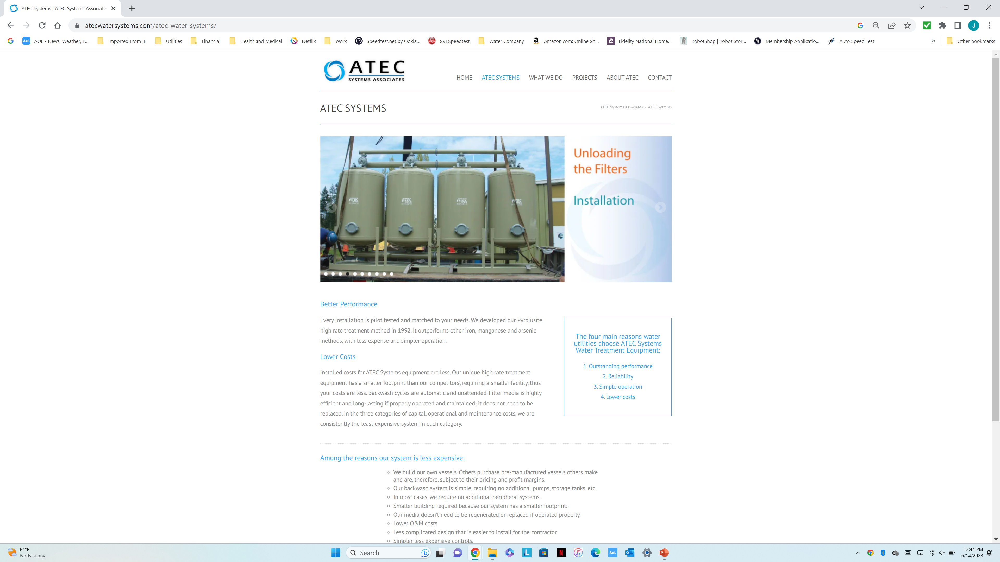 ATEC Systems | ATEC Systems Associate
atecwatersystems.com/atec-water-systems/
J
Aol. AOL - News, Weather, E... Imported From IE Utilities Financial Health and Medical Netflix Work Speedtest.net by Ookla... SVI Speedtest Water Company Amazon.com: Online Sh... Fidelity National Home... RobotShop | Robot Stor... Membership Applicatio... Auto Speed Test » Other bookmarks
ATEC
SYSTEMS ASSOCIATES
HOME ATEC SYSTEMS WHAT WE DO PROJECTS ABOUT ATEC CONTACT
ATEC SYSTEMS
ATEC Systems Associates / ATEC Systems
Unloading
the Filters
Installation
ATEC ATEC ATEC ATEC
Better Performance
Every installation is pilot tested and matched to your needs. We developed our Pyrolusite
high rate treatment method in 1992. It outperforms other iron, manganese and arsenic
methods, with less expense and simpler operation.
Lower Costs
Installed costs for ATEC Systems equipment are less. Our unique high rate treatment
equipment has a smaller footprint than our competitors’, requiring a smaller facility, thus
your costs are less. Backwash cycles are automatic and unattended. Filter media is highly
efficient and long-lasting if properly operated and maintained; it does not need to be
replaced. In the three categories of capital, operational and maintenance costs, we are
consistently the least expensive system in each category.
The four main reasons water
utilities choose ATEC Systems
Water Treatment Equipment:
1. Outstanding performance
2. Reliability
3. Simple operation
4. Lower costs
Among the reasons our system is less expensive:
We build our own vessels. Others purchase pre-manufactured vessels others make
and are, therefore, subject to their pricing and profit margins.
Our backwash system is simple, requiring no additional pumps, storage tanks, etc.
In most cases, we require no additional peripheral systems.
Smaller building required because our system has a smaller footprint.
Our media doesn’t need to be regenerated or replaced if operated properly.
Lower O&M costs.
Less complicated design that is easier to install for the contractor.
Simpler less expensive controls.
64°F
Partly sunny
Search
12:44 PM
6/14/2023